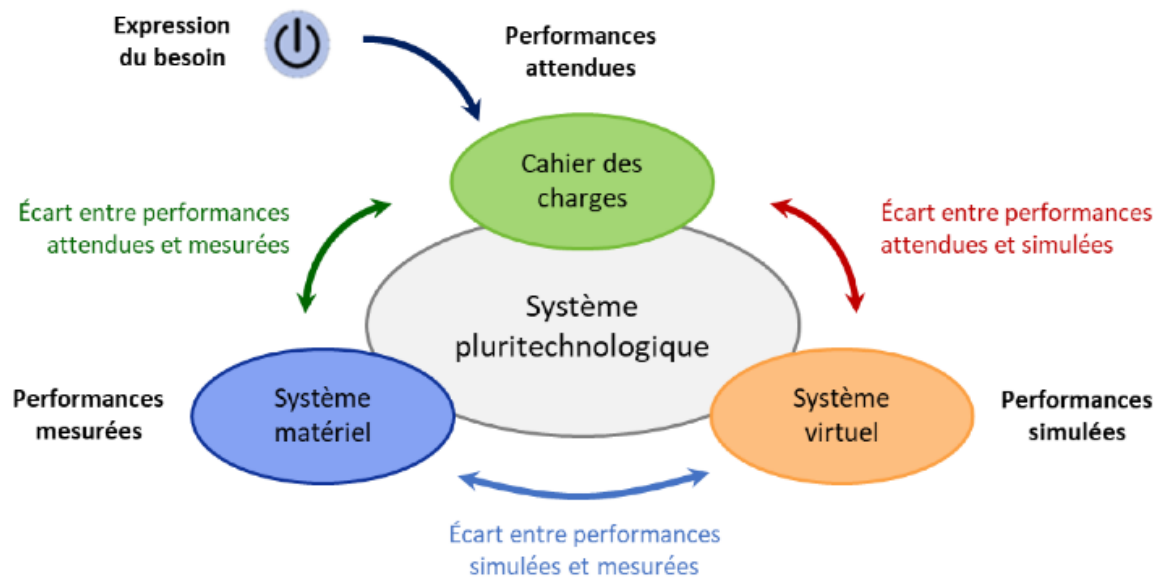 Expression
du besoin
Performances
attendues
Cahier des
charges
Écart entre performances
attendues et mesurées
Écart entre performances
attendues et simulées
Système
pluritechnologique
Performances
mesurées
Système
matériel
Système
virtuel
Performances
simulées
Écart entre performances
simulées et mesurées